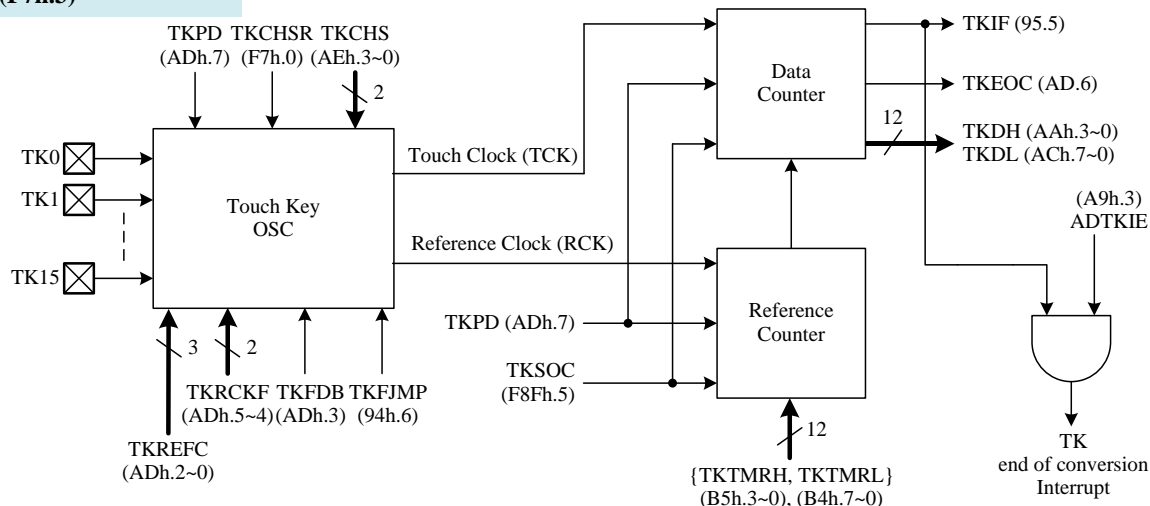 TKPD TKCHSR TKCHS
(ADh.7) (F7h.0) (AEh.3~0)
2
TK0
TK1
TK15
Touch Key
OSC
Touch Clock (TCK)
Reference Clock (RCK)
3
2
TKRCKF TKFDB TKFJMP
(ADh.5~4) (ADh.3) (94h.6)
TKREFC
(ADh.2~0)
Data
Counter
TKIF (95.5)
TKEOC (AD.6)
12
TKDH (AAh.3~0)
TKDL (ACh.7~0)
Reference
Counter
TKPD (ADh.7)
TKSOC
(F8Fh.5)
12
{TKTMRH, TKTMRL}
(B5h.3~0), (B4h.7~0)
(A9h.3)
ADTKIE
TK
end of conversion
Interrupt